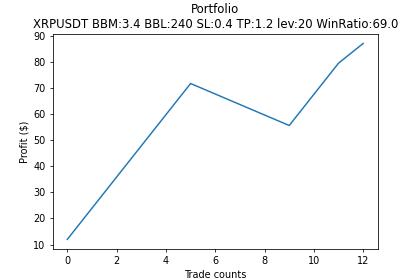 Portfolio
XRPUSDT BBM:3.4 BBL:240 SL:0.4 TP:1.2 lev:20 WinRatio:69.0
90
80
70
60
50
40
30
20
10
Profit ($)
0 2 4 6 8 10 12
Trade counts